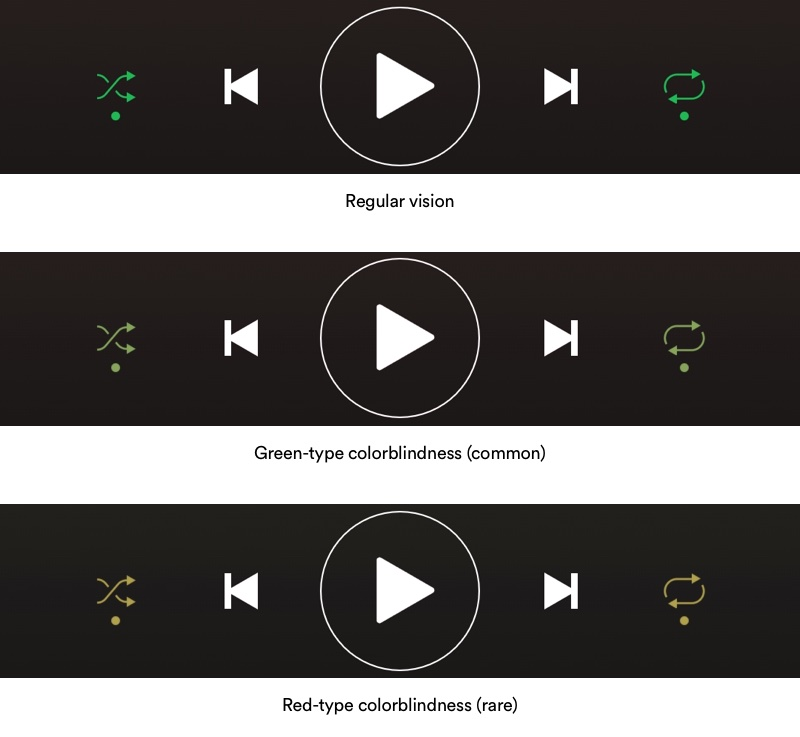 Regular vision
Green-type colorblindness (common)
Red-type colorblindness (rare)